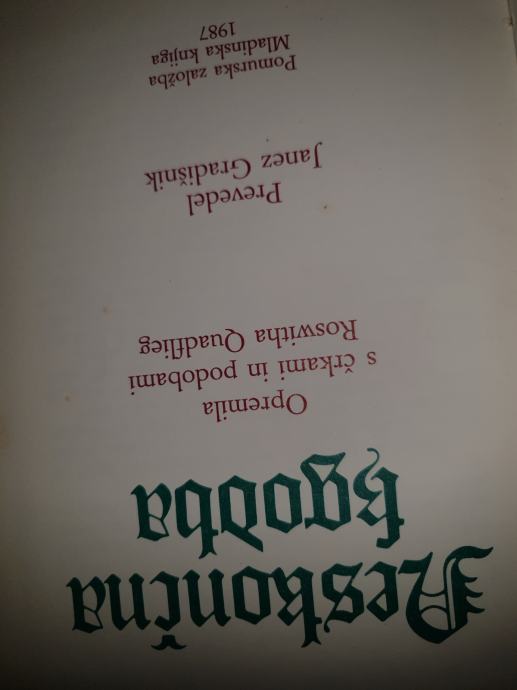 Neskončna
zgodba
Opremila
s črkami in podobami
Roswitha Quadflieg
Prevedel
Janez Gradišnik
Pomurska založba
Mladinska knjiga
1987